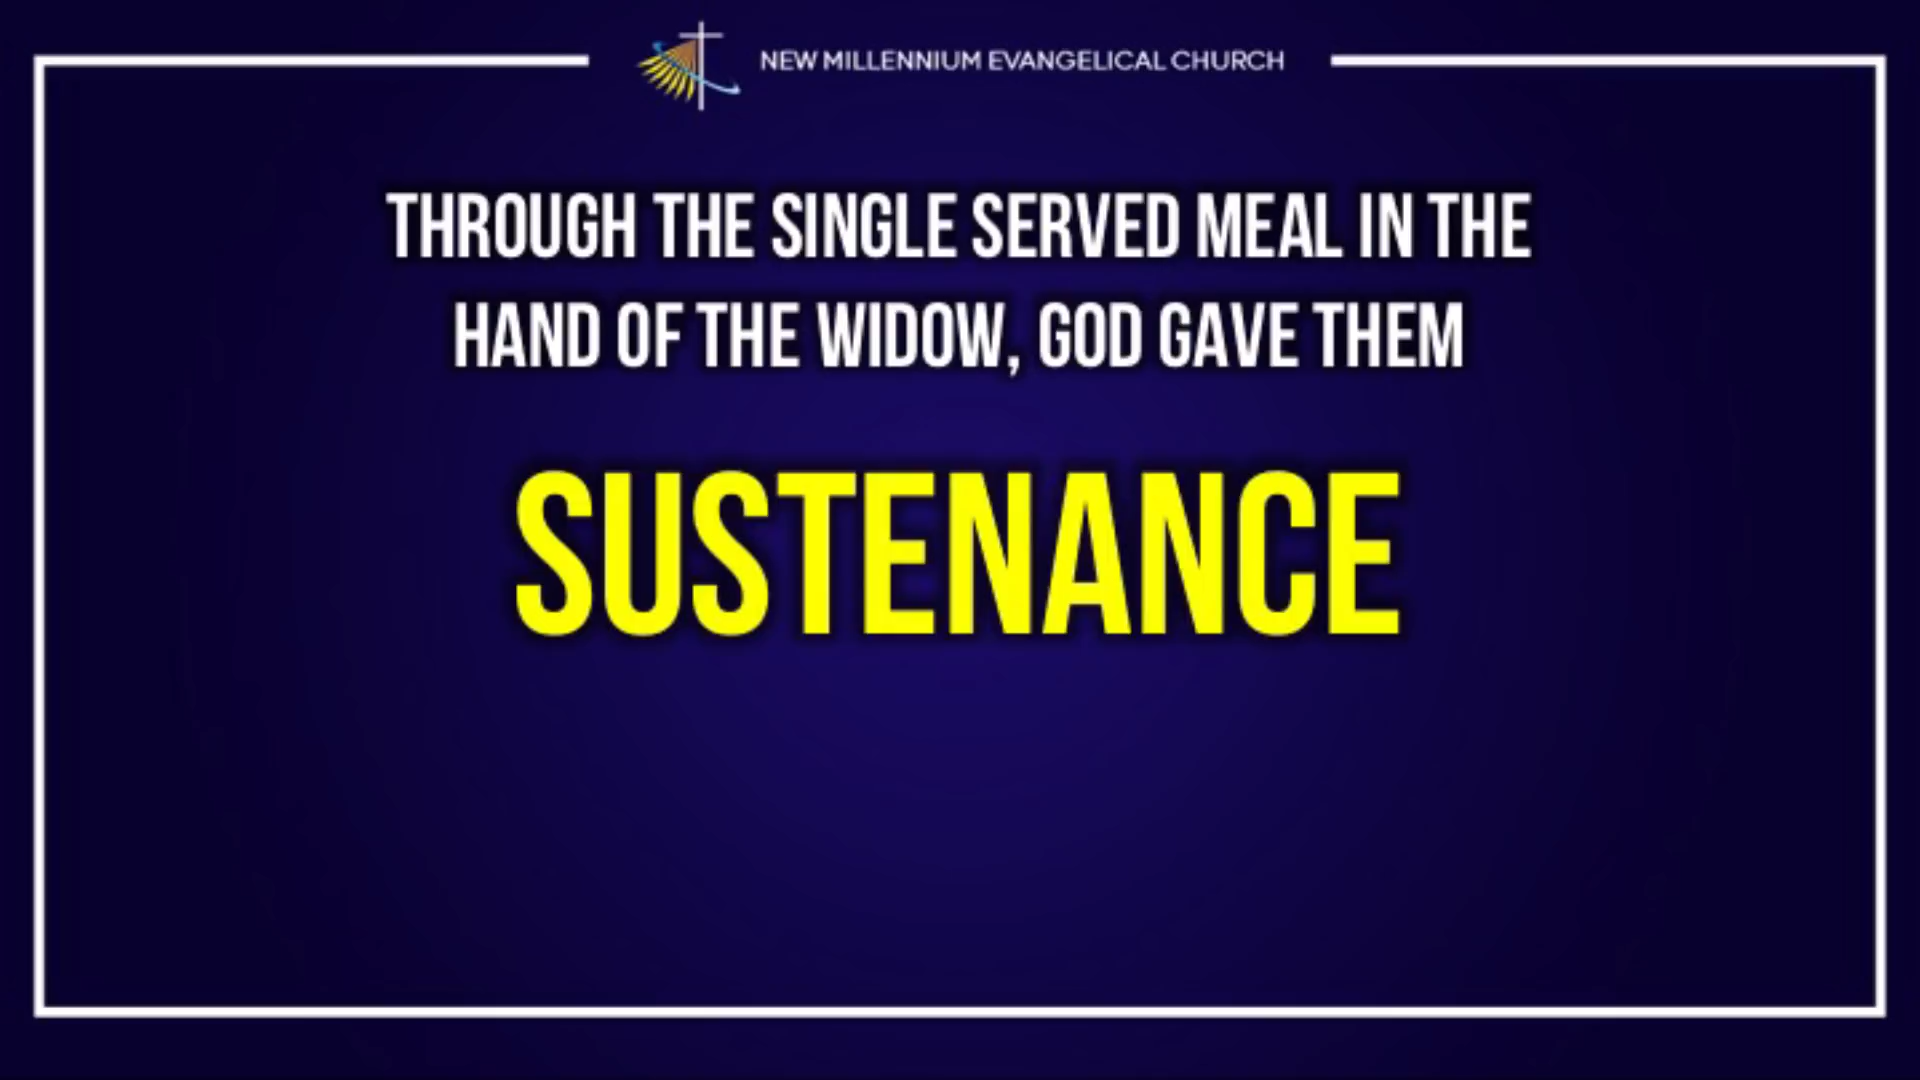 NEW MILLENNIUM EVANGELICAL CHURCH
THROUGH THE SINGLE SERVED MEAL IN THE
HAND OF THE WIDOW, GOD GAVE THEM
SUSTENANCE